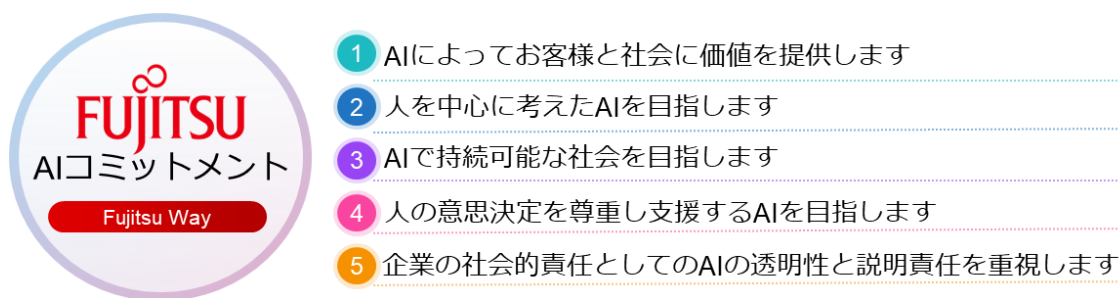 FUJITSU
AIコミットメント
Fujitsu Way
1 AIによってお客様と社会に価値を提供します
2 人を中心に考えたAIを目指します
3 AIで持続可能な社会を目指します
4 人の意思決定を尊重し支援するAIを目指します
5 企業の社会的責任としてのAIの透明性と説明責任を重視します